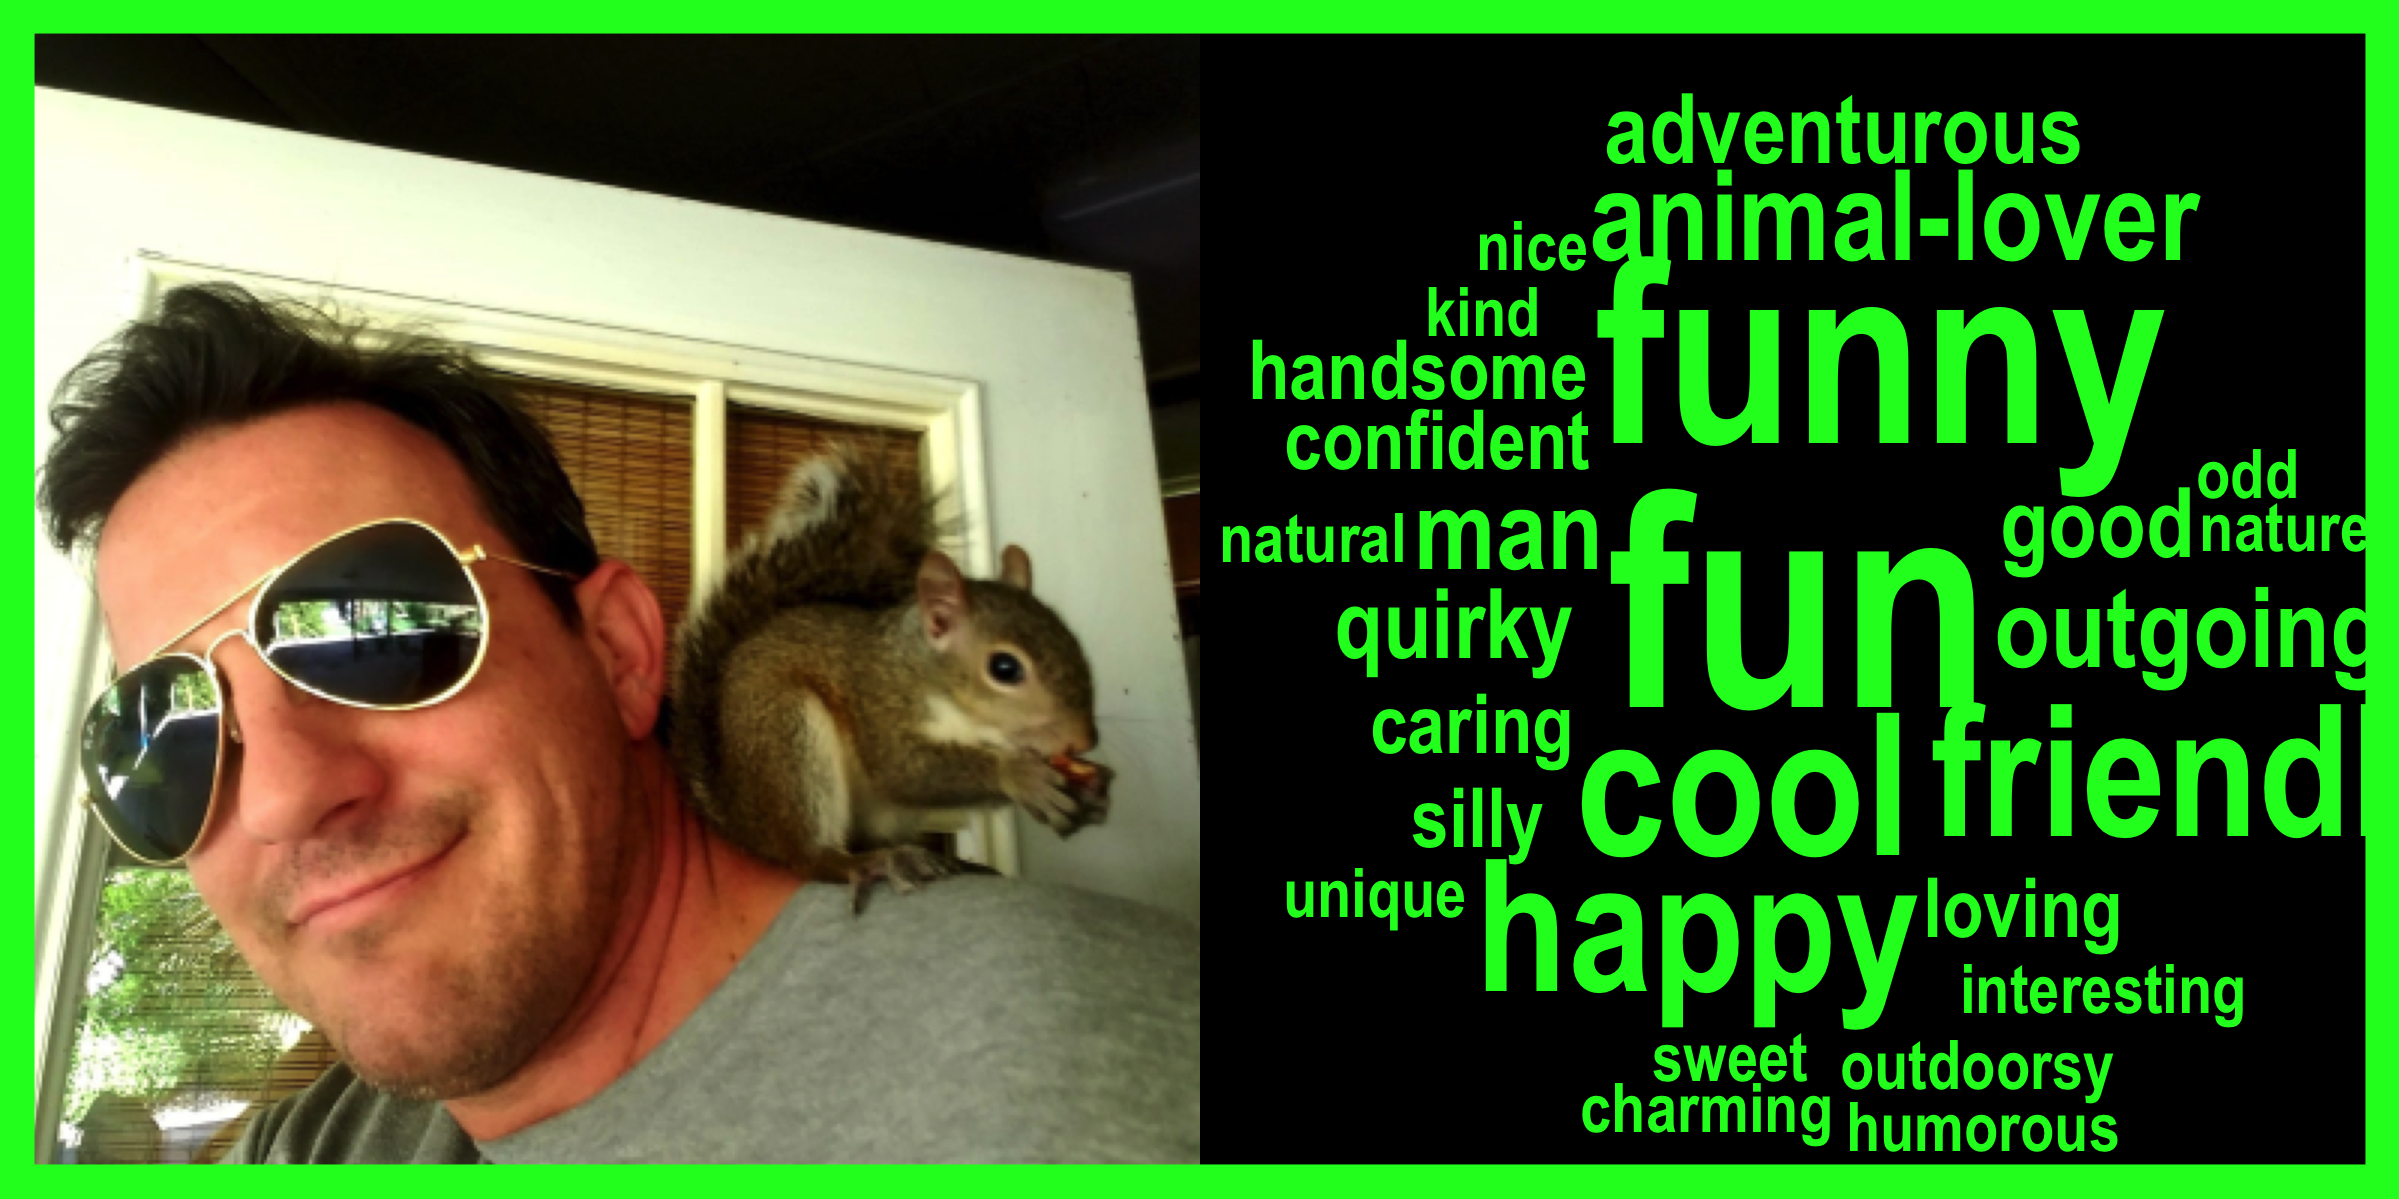 adventurous
animal-lover
nice
kind
funny
handsome
confident
odd
good
nature
natural
man
fun
quirky
outgoing
caring
cool
friendl
silly
unique
happy
loving
interesting
sweet
outdoorsy
charming
humorous